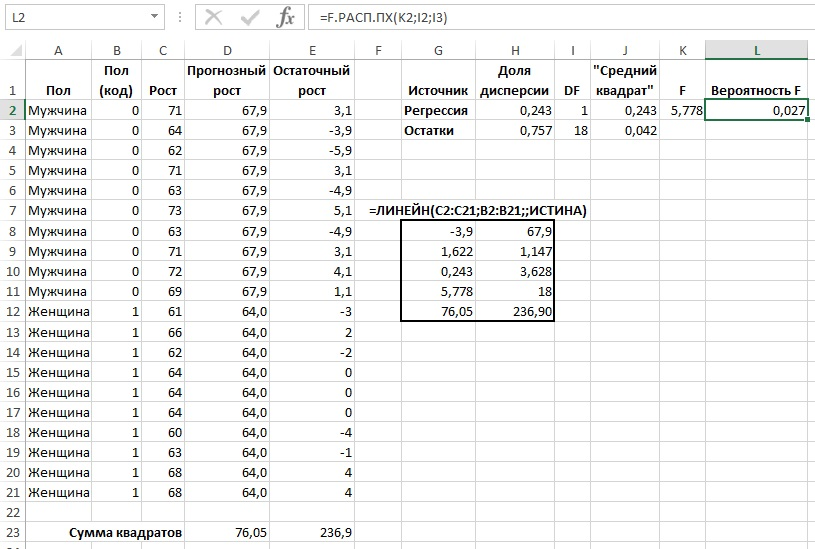 L2 =F.РАСП.ПХ(K2;I2;I3)
A B C D E F G H I J K L
1 Пол Пол (код) Рост Прогнозный рост Остаточный рост Источник Доля дисперсии DF "Средний квадрат" F Вероятность F
2 Мужчина 0 71 67,9 3,1 Регрессия 0,243 1 0,243 5,778 0,027
3 Мужчина 0 64 67,9 -3,9 Остатки 0,757 18 0,042
4 Мужчина 0 62 67,9 -5,9
5 Мужчина 0 71 67,9 3,1
6 Мужчина 0 63 67,9 -4,9
7 Мужчина 0 73 67,9 5,1 =ЛИНЕЙН(C2:C21;B2:B21;;ИСТИНА)
8 Мужчина 0 63 67,9 -4,9 -3,9 67,9
9 Мужчина 0 71 67,9 3,1 1,622 1,147
10 Мужчина 0 72 67,9 4,1 0,243 3,628
11 Мужчина 0 69 67,9 1,1 5,778 18
12 Женщина 1 61 64,0 -3 76,05 236,90
13 Женщина 1 66 64,0 2
14 Женщина 1 62 64,0 -2
15 Женщина 1 64 64,0 0
16 Женщина 1 64 64,0 0
17 Женщина 1 64 64,0 0
18 Женщина 1 60 64,0 -4
19 Женщина 1 63 64,0 -1
20 Женщина 1 68 64,0 4
21 Женщина 1 68 64,0 4
22
23 Сумма квадратов 76,05 236,9